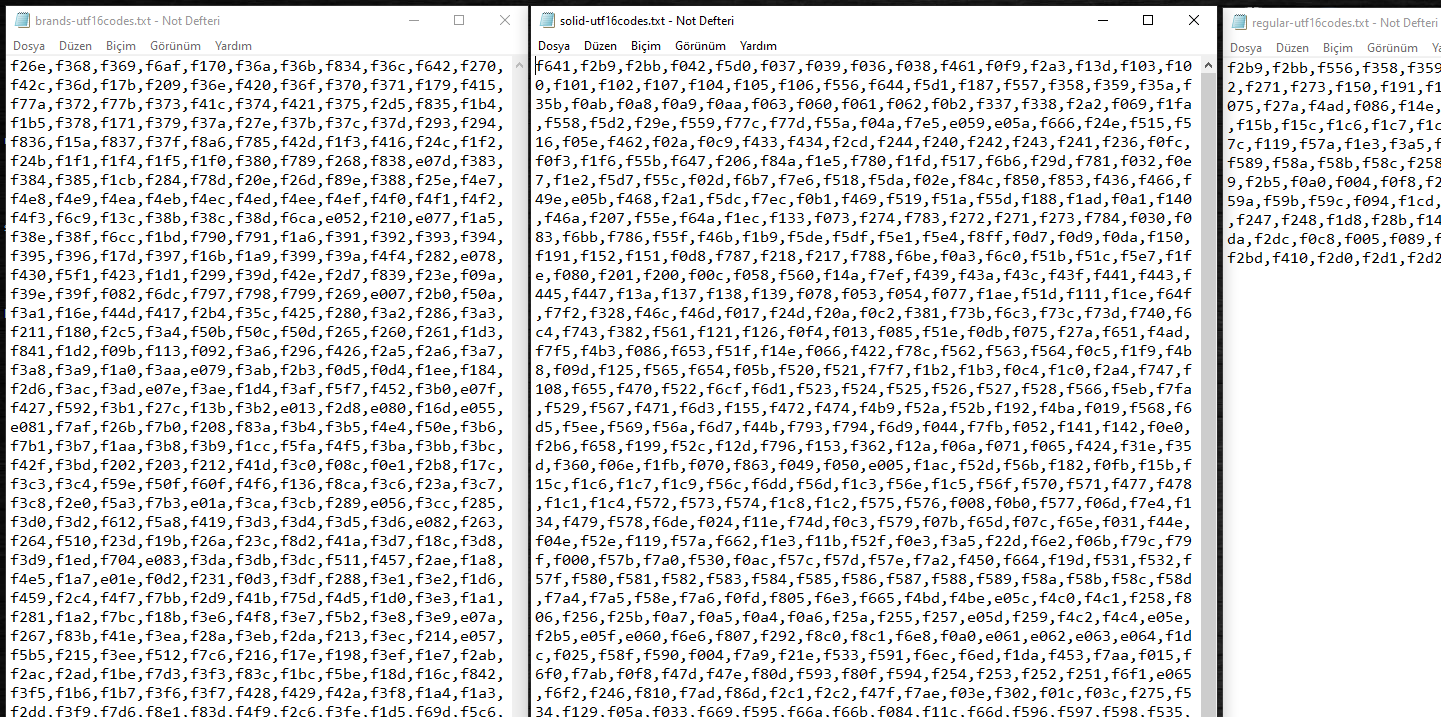 brands-utf16codes.txt - Not Defteri
Dosya Düzen Biçim Görünüm Yardım
f26e,f368,f369,f6af,f170,f36a,f36b,f834,f36c,f642,f270,
f42c,f36d,f17b,f209,f36e,f420,f36f,f370,f371,f179,f415,
f77a,f372,f77b,f373,f41c,f374,f421,f375,f2d5,f835,f1b4,
f1b5,f378,f171,f379,f37a,f27e,f37b,f37c,f37d,f293,f294,
f836,f15a,f837,f37f,f8a6,f785,f42d,f1f3,f416,f24c,f1f2,
f24b,f1f1,f1f4,f1f5,f1f0,f380,f789,f268,f838,e07d,f383,
f384,f385,f1cb,f284,f78d,f20e,f26d,f89e,f388,f25e,f4e7,
f4e8,f4e9,f4ea,f4eb,f4ec,f4ed,f4ee,f4ef,f4f0,f4f1,f4f2,
f4f3,f6c9,f13c,f38b,f38c,f38d,f6ca,e052,f210,e077,f1a5,
f38e,f38f,f6cc,f1bd,f790,f791,f1a6,f391,f392,f393,f394,
f395,f396,f17d,f397,f16b,f1a9,f399,f39a,f4f4,f282,e078,
f430,f5f1,f423,f1d1,f299,f39d,f42e,f2d7,f839,f23e,f09a,
f39e,f39f,f082,f6dc,f797,f798,f799,f269,e007,f2b0,f50a,
f3a1,f16e,f44d,f417,f2b4,f35c,f425,f280,f3a2,f286,f3a3,
f211,f180,f2c5,f3a4,f50b,f50c,f50d,f265,f260,f261,f1d3,
f841,f1d2,f09b,f113,f092,f3a6,f296,f426,f2a5,f2a6,f3a7,
f3a8,f3a9,f1a0,f3aa,e079,f3ab,f2b3,f0d5,f0d4,f1ee,f184,
f2d6,f3ac,f3ad,e07e,f3ae,f1d4,f3af,f5f7,f452,f3b0,e07f,
f427,f592,f3b1,f27c,f13b,f3b2,e013,f2d8,e080,f16d,e055,
e081,f7af,f26b,f7b0,f208,f83a,f3b4,f3b5,f4e4,f50e,f3b6,
f7b1,f3b7,f1aa,f3b8,f3b9,f1cc,f5fa,f4f5,f3ba,f3bb,f3bc,
f42f,f3bd,f202,f203,f212,f41d,f3c0,f08c,f0e1,f2b8,f17c,
f3c3,f3c4,f59e,f50f,f60f,f4f6,f136,f8ca,f3c6,f23a,f3c7,
f3c8,f2e0,f5a3,f7b3,e01a,f3ca,f3cb,f289,e056,f3cc,f285,
f3d0,f3d2,f612,f5a8,f419,f3d3,f3d4,f3d5,f3d6,e082,f263,
f264,f510,f23d,f19b,f26a,f23c,f8d2,f41a,f3d7,f18c,f3d8,
f3d9,f1ed,f704,e083,f3da,f3db,f3dc,f511,f457,f2ae,f1a8,
f4e5,f1a7,e01e,f0d2,f231,f0d3,f3df,f288,f3e1,f3e2,f1d6,
f459,f2c4,f4f7,f7bb,f2d9,f41b,f75d,f4d5,f1d0,f3e3,f1a1,
f281,f1a2,f7bc,f18b,f3e6,f4f8,f3e7,f5b2,f3e8,f3e9,e07a,
f267,f83b,f41e,f3ea,f28a,f3eb,f2da,f213,f3ec,f214,e057,
f5b5,f215,f3ee,f512,f7c6,f216,f17e,f198,f3ef,f1e7,f2ab,
f2ac,f2ad,f1be,f7d3,f3f3,f83c,f1bc,f5be,f18d,f16c,f842,
f3f5,f1b6,f1b7,f3f6,f3f7,f428,f429,f42a,f3f8,f1a4,f1a3,
f2dd,f3f9,f7d6,f8e1,f83d,f4f9,f2c6,f3fe,f1d5,f69d,f5c6,
solid-utf16codes.txt - Not Defteri
Dosya Düzen Biçim Görünüm Yardım
f641,f2b9,f2bb,f042,f5d0,f037,f039,f036,f038,f461,f0f9,f2a3,f13d,f103,f10
0,f101,f102,f107,f104,f105,f106,f556,f644,f5d1,f187,f557,f358,f359,f35a,f
35b,f0ab,f0a8,f0a9,f0aa,f063,f060,f061,f062,f0b2,f337,f338,f2a2,f069,f1fa
,f558,f5d2,f29e,f559,f77c,f77d,f55a,f04a,f7e5,e059,e05a,f666,f24e,f515,f5
16,f05e,f462,f02a,f0c9,f433,f434,f2cd,f244,f240,f242,f243,f241,f236,f0fc,
f0f3,f1f6,f55b,f647,f206,f84a,f1e5,f780,f1fd,f517,f6b6,f29d,f781,f032,f0e
7,f1e2,f5d7,f55c,f02d,f6b7,f7e6,f518,f5da,f02e,f84c,f850,f853,f436,f466,f
49e,e05b,f468,f2a1,f5dc,f7ec,f0b1,f469,f519,f51a,f55d,f188,f1ad,f0a1,f140
,f46a,f207,f55e,f64a,f1ec,f133,f073,f274,f783,f272,f271,f273,f784,f030,f0
83,f6bb,f786,f55f,f46b,f1b9,f5de,f5df,f5e1,f5e4,f8ff,f0d7,f0d9,f0da,f150,
f191,f152,f151,f0d8,f787,f218,f217,f788,f6be,f0a3,f6c0,f51b,f51c,f5e7,f1f
e,f080,f201,f200,f00c,f058,f560,f14a,f7ef,f439,f43a,f43c,f43f,f441,f443,f
445,f447,f13a,f137,f138,f139,f078,f053,f054,f077,f1ae,f51d,f111,f1ce,f64f
,f7f2,f328,f46c,f46d,f017,f24d,f20a,f0c2,f381,f73b,f6c3,f73c,f73d,f740,f6
c4,f743,f382,f561,f121,f126,f0f4,f013,f085,f51e,f0db,f075,f27a,f651,f4ad,
f7f5,f4b3,f086,f653,f51f,f14e,f066,f422,f78c,f562,f563,f564,f0c5,f1f9,f4b
8,f09d,f125,f565,f654,f05b,f520,f521,f7f7,f1b2,f1b3,f0c4,f1c0,f2a4,f747,f
108,f655,f470,f522,f6cf,f6d1,f523,f524,f525,f526,f527,f528,f566,f5eb,f7fa
,f529,f567,f471,f6d3,f155,f472,f474,f4b9,f52a,f52b,f192,f4ba,f019,f568,f6
d5,f5ee,f569,f56a,f6d7,f44b,f793,f794,f6d9,f044,f7fb,f052,f141,f142,f0e0,
f2b6,f658,f199,f52c,f12d,f796,f153,f362,f12a,f06a,f071,f065,f424,f31e,f35
d,f360,f06e,f1fb,f070,f863,f049,f050,e005,f1ac,f52d,f56b,f182,f0fb,f15b,f
15c,f1c6,f1c7,f1c9,f56c,f6dd,f56d,f1c3,f56e,f1c5,f56f,f570,f571,f477,f478
,f1c1,f1c4,f572,f573,f574,f1c8,f1c2,f575,f576,f008,f0b0,f577,f06d,f7e4,f1
34,f479,f578,f6de,f024,f11e,f74d,f0c3,f579,f07b,f65d,f07c,f65e,f031,f44e,
f04e,f52e,f119,f57a,f662,f1e3,f11b,f52f,f0e3,f3a5,f22d,f6e2,f06b,f79c,f79
f,f000,f57b,f7a0,f530,f0ac,f57c,f57d,f57e,f7a2,f450,f664,f19d,f531,f532,f
57f,f580,f581,f582,f583,f584,f585,f586,f587,f588,f589,f58a,f58b,f58c,f58d
,f7a4,f7a5,f58e,f7a6,f0fd,f805,f6e3,f665,f4bd,f4be,e05c,f4c0,f4c1,f258,f8
06,f256,f25b,f0a7,f0a5,f0a4,f0a6,f25a,f255,f257,e05d,f259,f4c2,f4c4,e05e,
f2b5,e05f,e060,f6e6,f807,f292,f8c0,f8c1,f6e8,f0a0,e061,e062,e063,e064,f1d
c,f025,f58f,f590,f004,f7a9,f21e,f533,f591,f6ec,f6ed,f1da,f453,f7aa,f015,f
6f0,f7ab,f0f8,f47d,f47e,f80d,f593,f80f,f594,f254,f253,f252,f251,f6f1,e065
,f6f2,f246,f810,f7ad,f86d,f2c1,f2c2,f47f,f7ae,f03e,f302,f01c,f03c,f275,f5
34,f129,f05a,f033,f669,f595,f66a,f66b,f084,f11c,f66d,f596,f597,f598,f535,
regular-utf16codes.txt - Not Defteri
Dosya Düzen Biçim Görünüm
f2b9,f2bb,f556,f358,f359
2,f271,f273,f150,f191,f1
075,f27a,f4ad,f086,f14e,
,f15b,f15c,f1c6,f1c7,f1c
7c,f119,f57a,f1e3,f3a5,f
f589,f58a,f58b,f58c,f258
9,f2b5,f0a0,f004,f0f8,f2
59a,f59b,f59c,f094,f1cd,
,f247,f248,f1d8,f28b,f14
da,f2dc,f0c8,f005,f089,f
f2bd,f410,f2d0,f2d1,f2d2